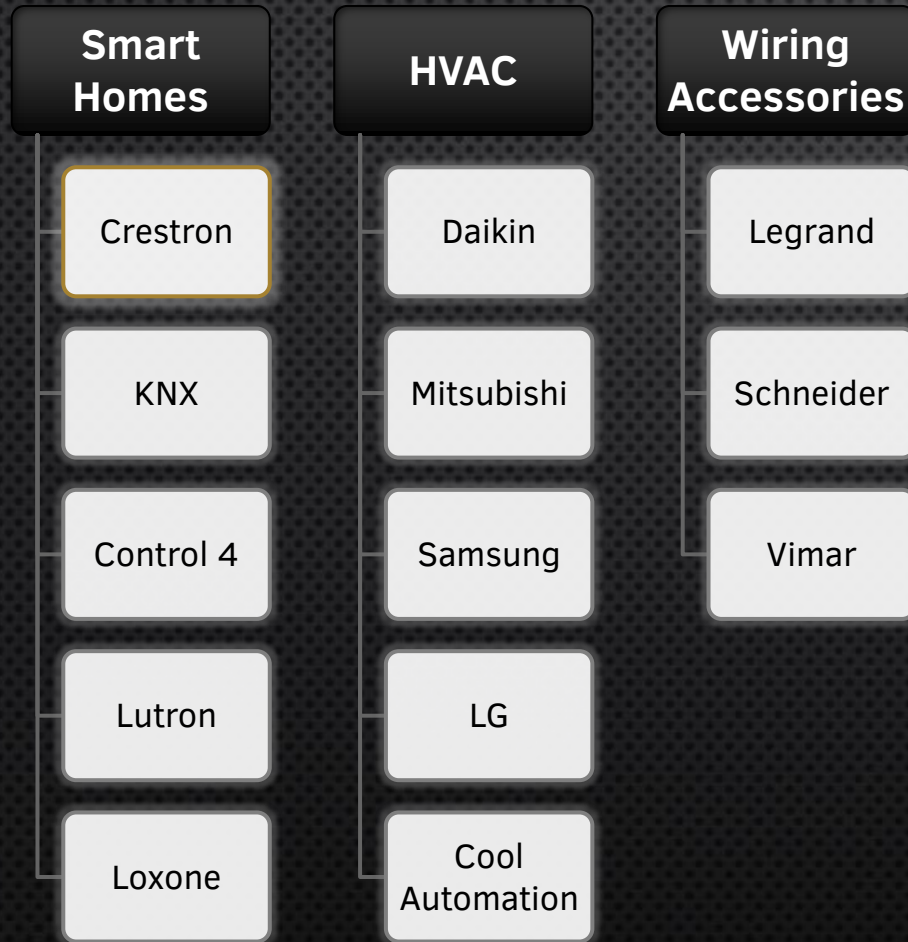 Smart
Homes
Crestron
KNX
Control 4
Lutron
Loxone
HVAC
Daikin
Mitsubishi
Samsung
LG
Cool
Automation
Wiring
Accessories
Legrand
Schneider
Vimar